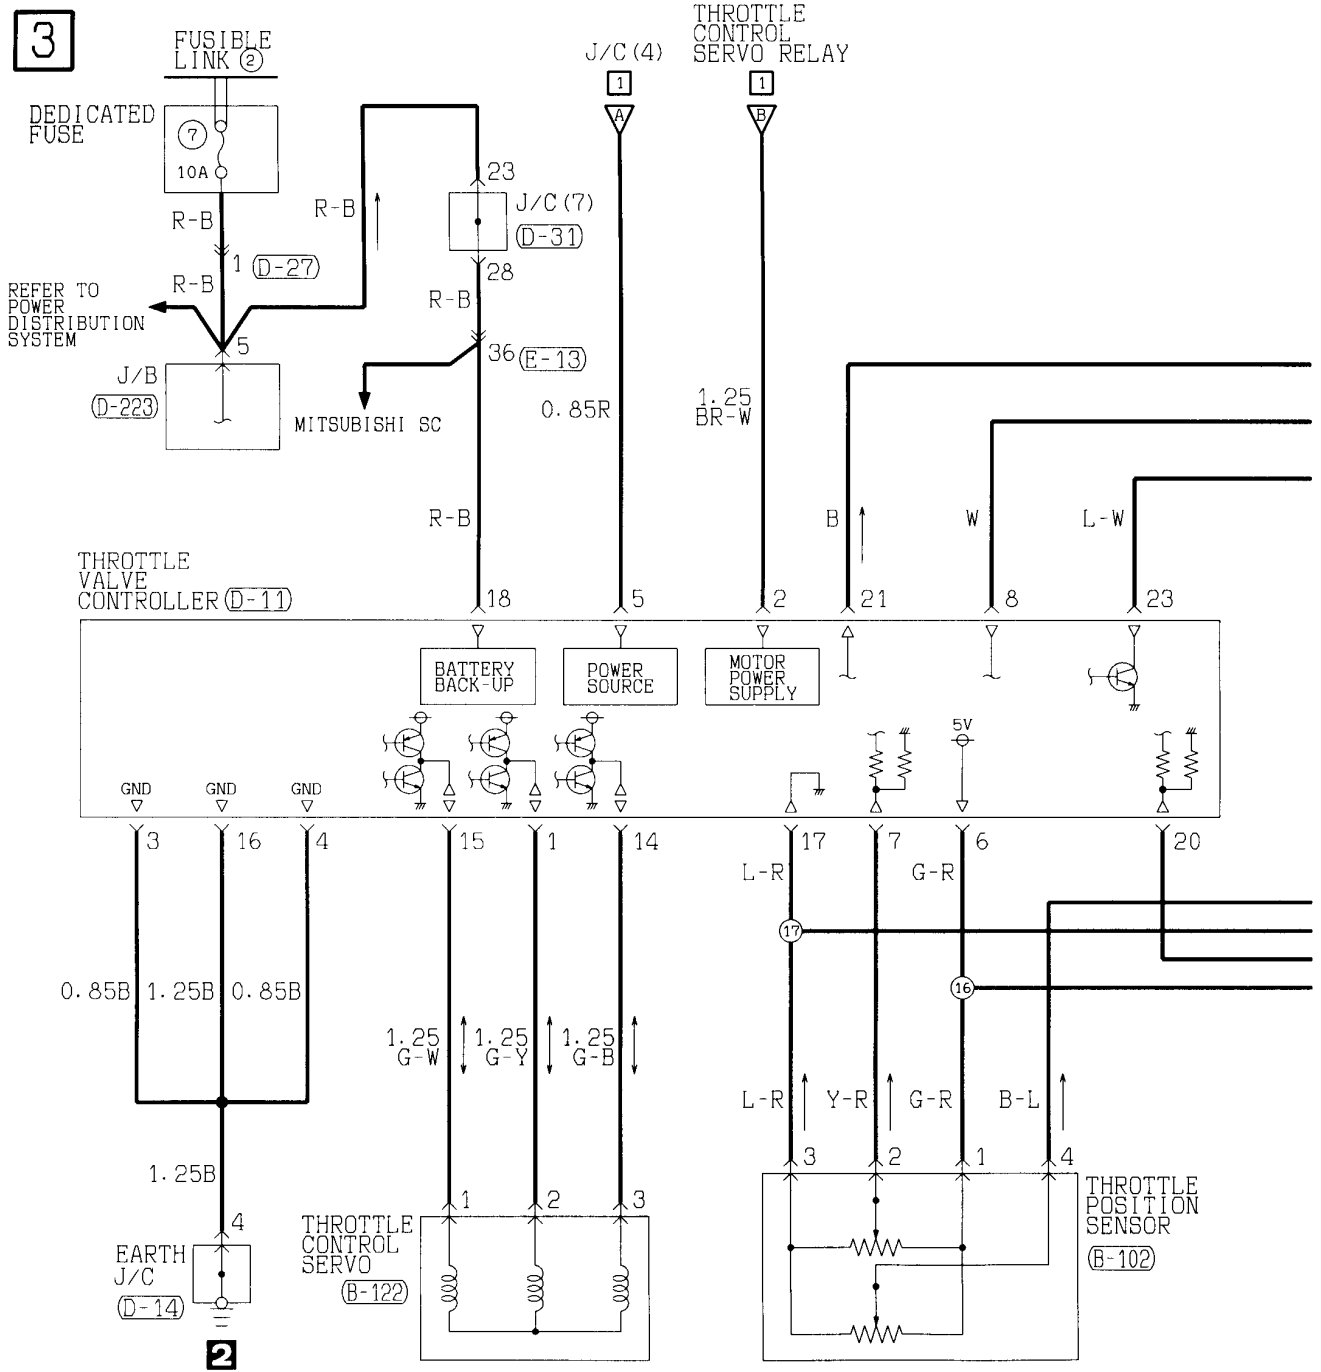 3
FUSIBLE
LINK ②
DEDICATED
FUSE
7
10A
R-B
1 D-27
R-B
REFER TO
POWER
DISTRIBUTION
SYSTEM
5
J/B
D-223
R-B
23
J/C(7)
D-31
28
R-B
36 E-13
MITSUBISHI SC
R-B
J/C(4)
1
A
0.85R
THROTTLE
CONTROL
SERVO RELAY
1
B
1.25
BR-W
B
W
L-W
THROTTLE
VALVE
CONTROLLER D-11
18
5
2
21
8
23
BATTERY
BACK-UP
POWER
SOURCE
MOTOR
POWER
SUPPLY
5V
GND
GND
GND
3
16
4
15
1
14
17
7
6
20
L-R
G-R
17
16
0.85B
1.25B
0.85B
1.25
G-W
1.25
G-Y
1.25
G-B
L-R
Y-R
G-R
B-L
1.25B
4
EARTH
J/C
D-14
2
THROTTLE
CONTROL
SERVO
B-122
1
2
3
3
2
1
4
THROTTLE
POSITION
SENSOR
B-102